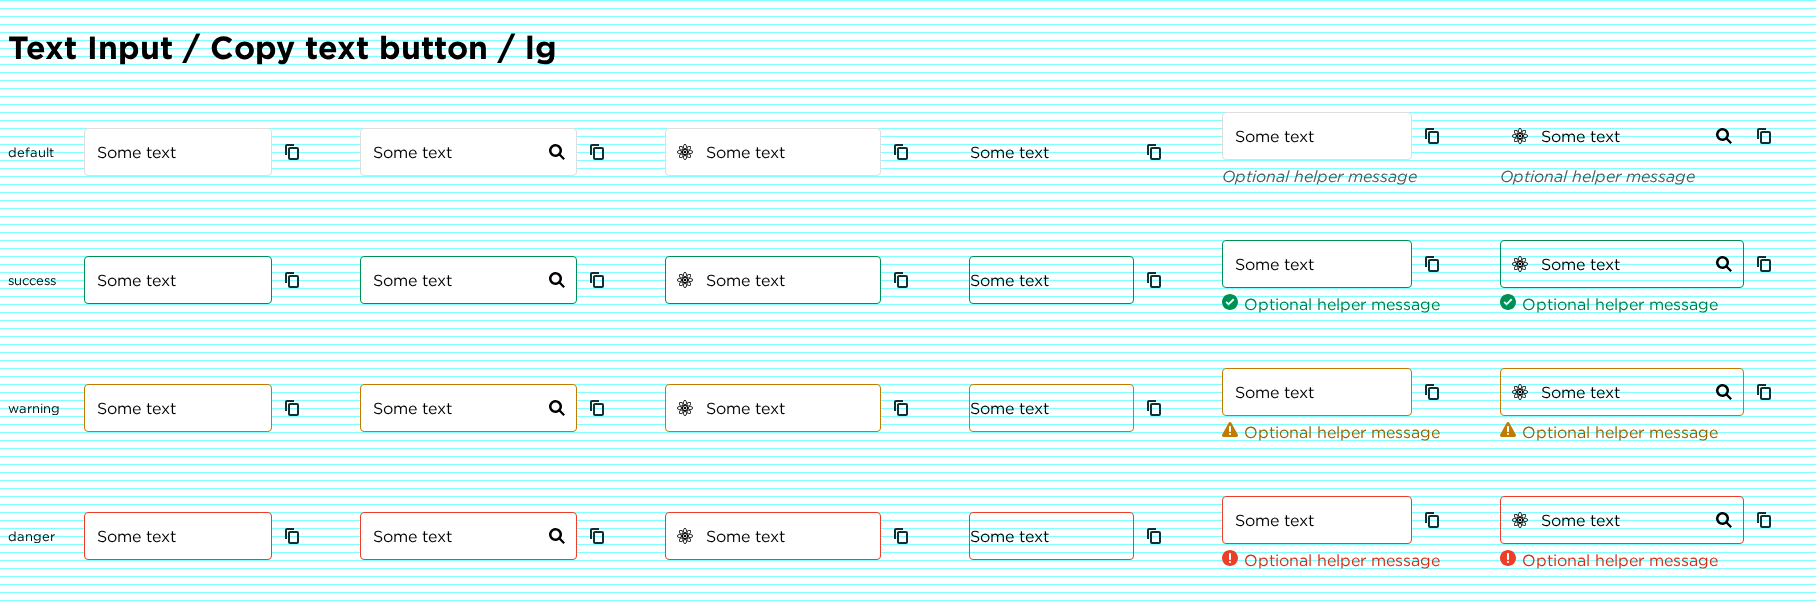 Text Input / Copy text button / lg
default Some text Some text Some text Some text Some text Some text
Optional helper message Optional helper message
success Some text Some text Some text Some text Some text Some text
Optional helper message Optional helper message
warning Some text Some text Some text Some text Some text Some text
Optional helper message Optional helper message
danger Some text Some text Some text Some text Some text Some text
Optional helper message Optional helper message